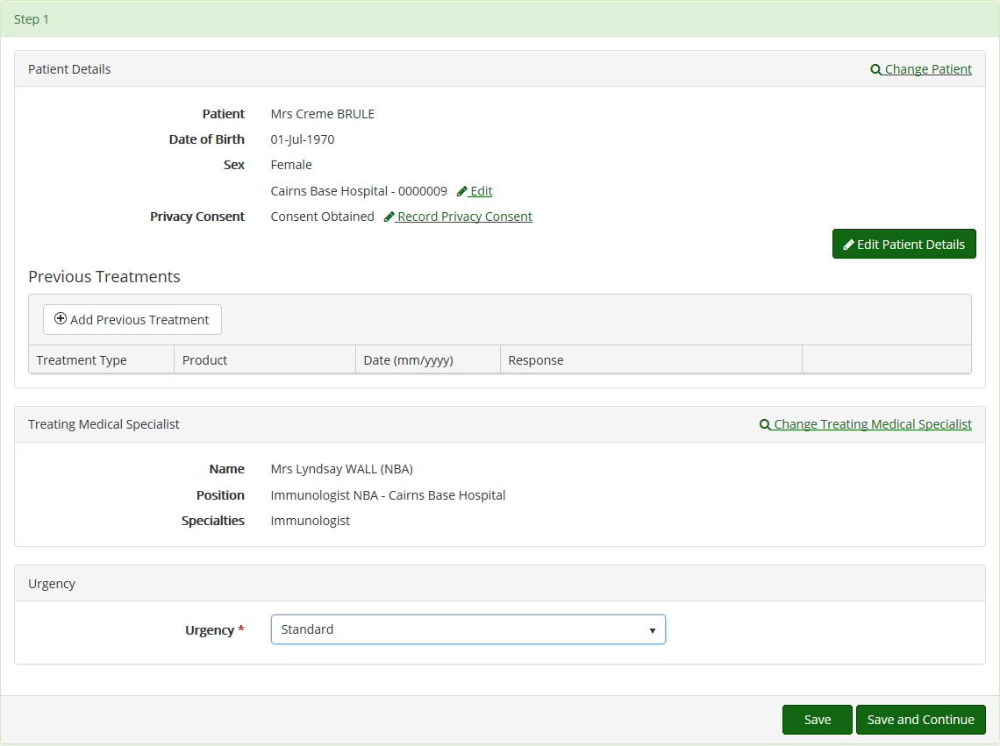 Step 1
Patient Details Change Patient
Patient Mrs Creme BRULE
Date of Birth 01-Jul-1970
Sex Female
Cairns Base Hospital - 0000009 Edit
Privacy Consent Consent Obtained Record Privacy Consent
Edit Patient Details
Previous Treatments
Add Previous Treatment
Treatment Type Product Date (mm/yyyy) Response
Treating Medical Specialist Change Treating Medical Specialist
Name Mrs Lyndsay WALL (NBA)
Position Immunologist NBA - Cairns Base Hospital
Specialties Immunologist
Urgency
Urgency * Standard
Save Save and Continue